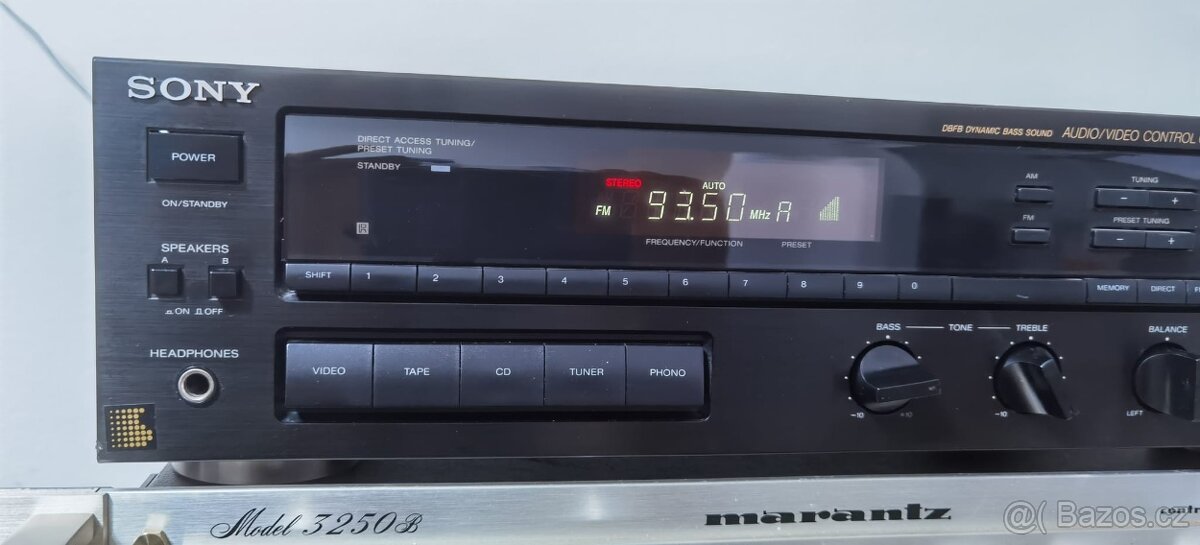 SONY
DBFB DYNAMIC BASS SOUND AUDIO/VIDEO CONTROL
POWER
ON/STANDBY
DIRECT ACCESS TUNING/
PRESET TUNING
STANDBY
STEREO AUTO
FM 93.50 MHz A
FREQUENCY/FUNCTION PRESET
IR
AM TUNING
- +
FM PRESET TUNING
- +
SPEAKERS
A B
ON OFF
SHIFT 1 2 3 4 5 6 7 8 9 0 MEMORY DIRECT
HEADPHONES
VIDEO TAPE CD TUNER PHONO
BASS TONE TREBLE BALANCE
-10 +10 -10 LEFT
Model 3250B marantz
@ Bazos.cz